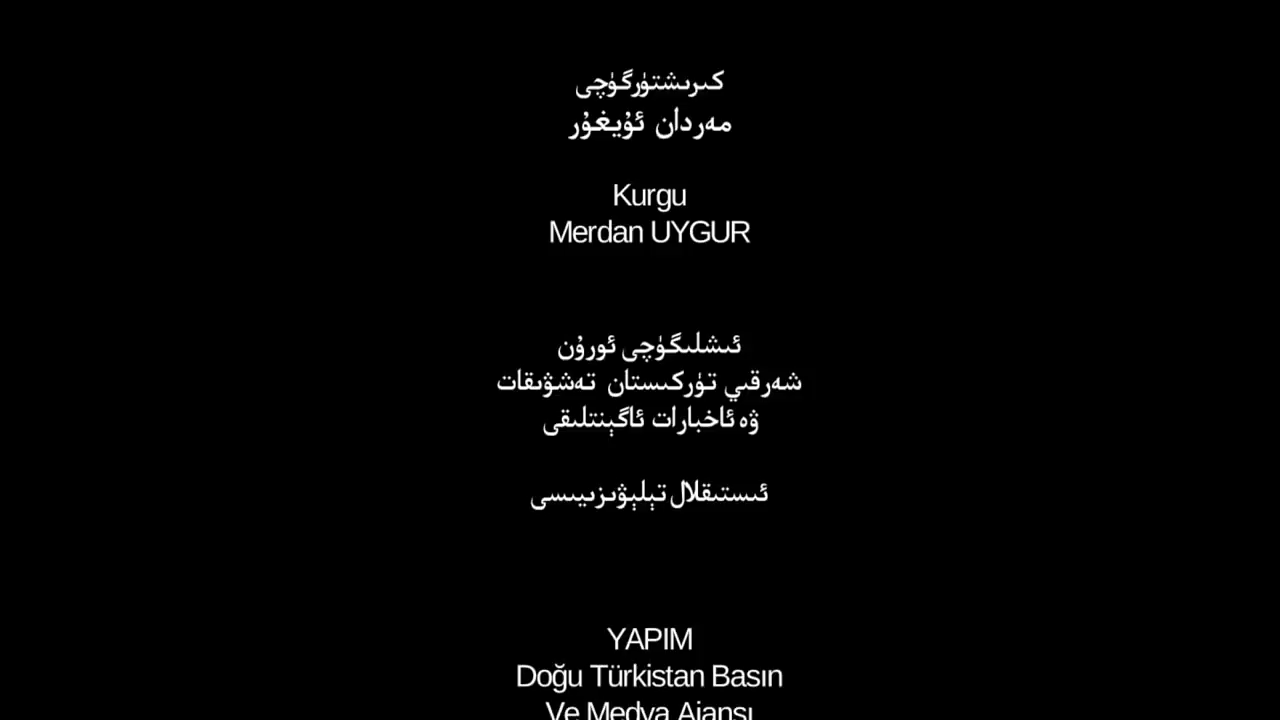 كىرىشتۈرگۈچى
مەردان ئۇيغۇر
Kurgu
Merdan UYGUR
ئىشلىگۈچى ئورۇن
شەرقىي تۈركىستان تەشۋىقات
ۋە ئاخبارات ئاگېنتلىقى
ئىستىقلال تېلېۋىزىيىسى
YAPIM
Doğu Türkistan Basın
Ve Medya Ajansı